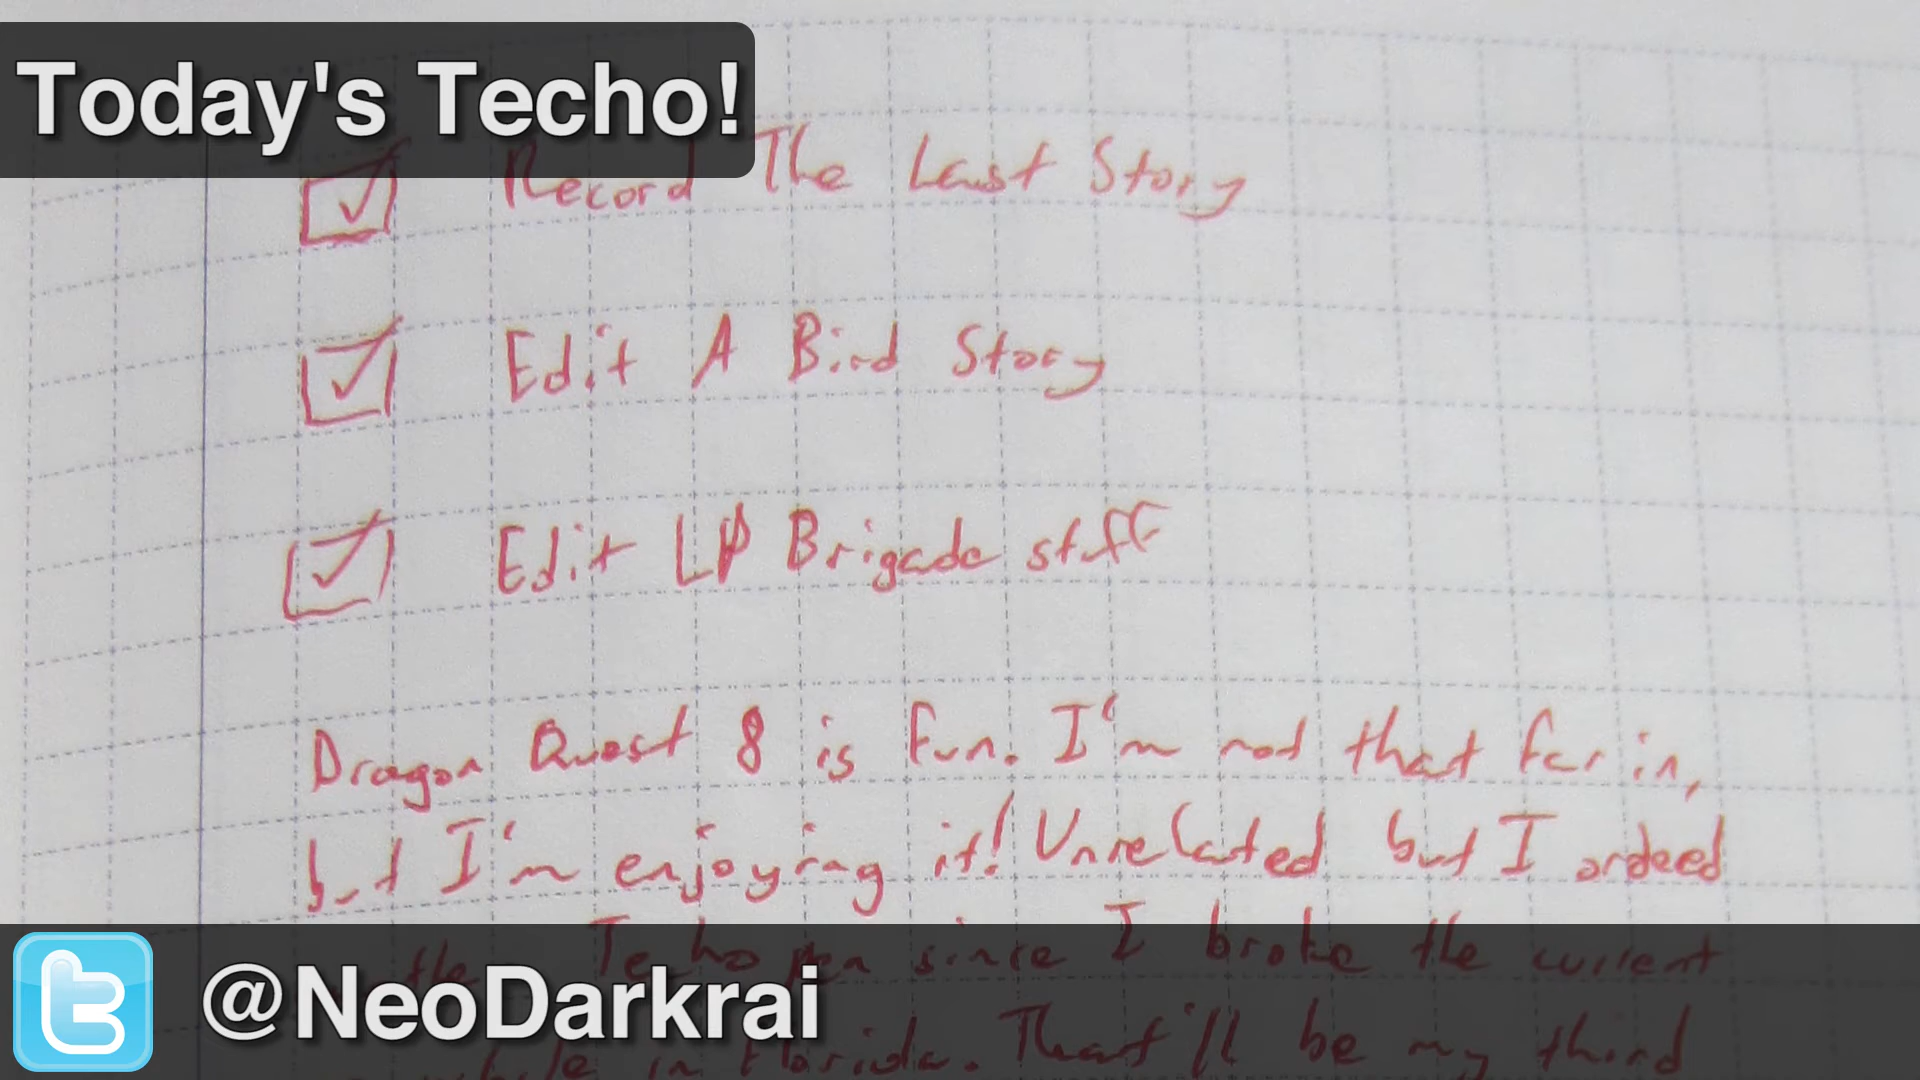 Today's Techo!
Record The Last Story
Edit A Bird Story
Edit LP Brigade stuff
Dragon Quest 8 is fun. I'm not that far in,
but I'm enjoying it! Unrelated but I ordeed
Techo pen since I broke the current
while in Florida. That'll be my third
@NeoDarkrai